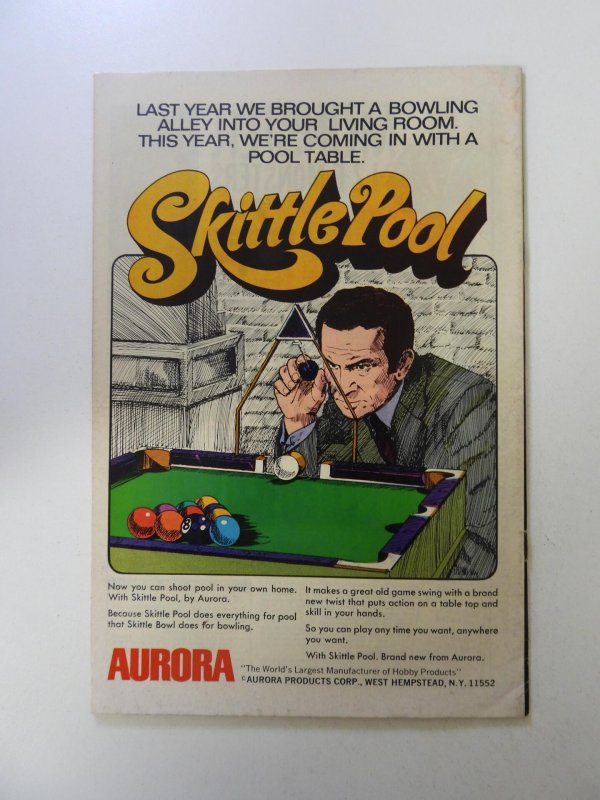 LAST YEAR WE BROUGHT A BOWLING
ALLEY INTO YOUR LIVING ROOM.
THIS YEAR, WE'RE COMING IN WITH A
POOL TABLE.
Skittle Pool
8
Now you can shoot pool in your own home.
With Skittle Pool, by Aurora.
Because Skittle Pool does everything for pool
that Skittle Bowl does for bowling.
It makes a great old game swing with a brand
new twist that puts action on a table top and
skill in your hands.
So you can play any time you want, anywhere
you want.
With Skittle Pool. Brand new from Aurora.
AURORA
"The World's Largest Manufacturer of Hobby Products"
©AURORA PRODUCTS CORP., WEST HEMPSTEAD, N.Y. 11552